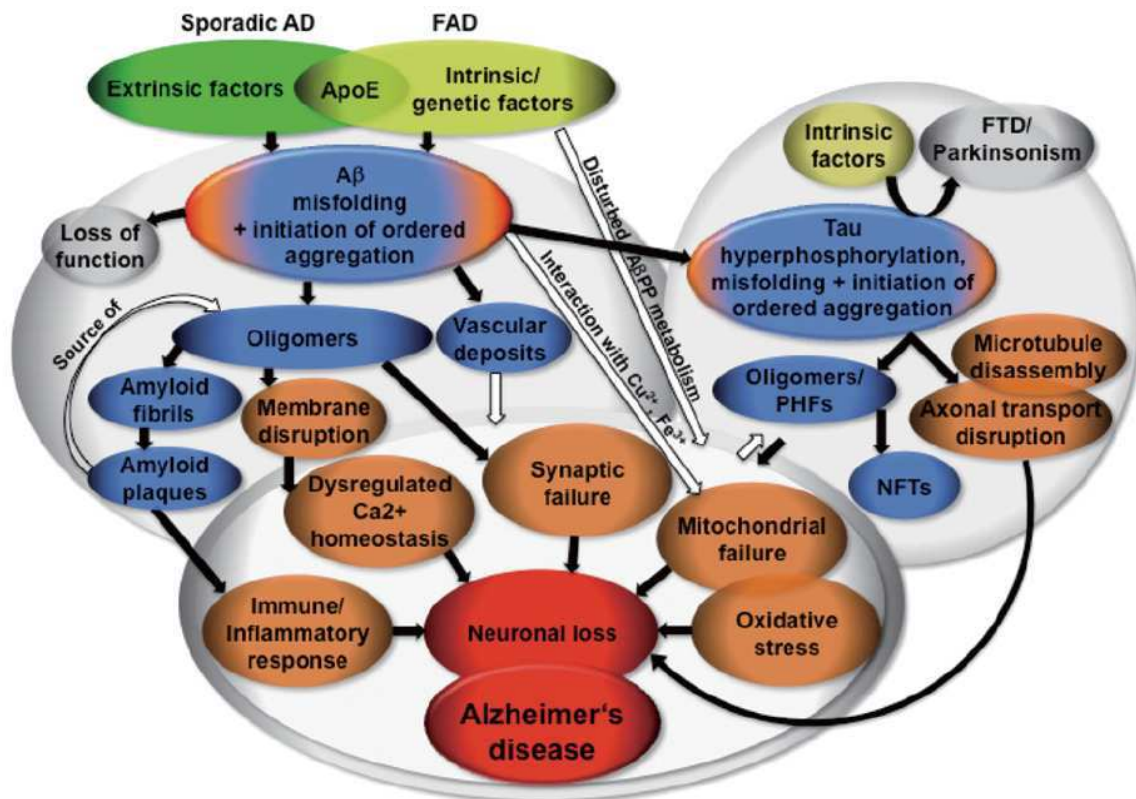 Sporadic AD
FAD
Extrinsic factors
ApoE
Intrinsic/
genetic factors
Aβ
misfolding
+ initiation of ordered
aggregation
Loss of
function
Source of
Oligomers
Vascular
deposits
Amyloid
fibrils
Membrane
disruption
Amyloid
plaques
Interaction with Cu²⁺, Fe³⁺
Disturbed AβPP metabolism
Intrinsic
factors
FTD/
Parkinsonism
Tau
hyperphosphorylation,
misfolding + initiation of
ordered aggregation
Microtubule
disassembly
Oligomers/
PHFs
Axonal transport
disruption
NFTs
Dysregulated
Ca2+
homeostasis
Synaptic
failure
Mitochondrial
failure
Immune/
Inflammatory
response
Neuronal loss
Oxidative
stress
Alzheimer‘s
disease